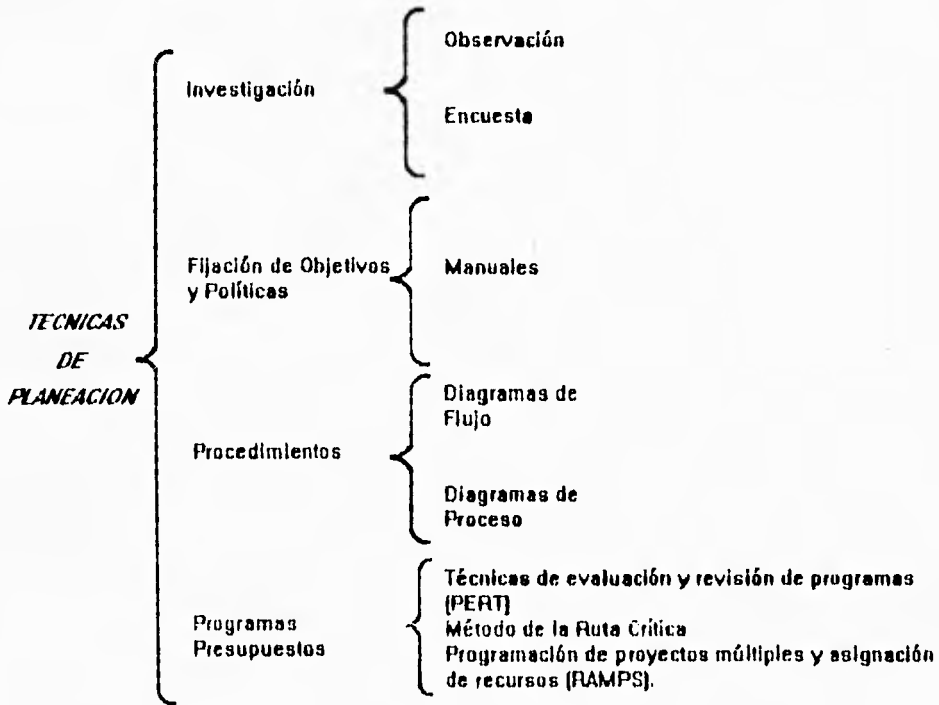 TECNICAS
DE
PLANEACION
Investigación
Observación
Encuesta
Fijación de Objetivos
y Políticas
Manuales
Procedimientos
Diagramas de
Flujo
Diagramas de
Proceso
Programas
Presupuestos
Técnicas de evaluación y revisión de programas
(PERT)
Método de la Ruta Crítica
Programación de proyectos múltiples y asignación
de recursos (RAMPS).